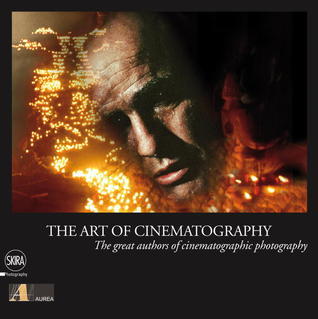 THE ART OF CINEMATOGRAPHY
The great authors of cinematographic photography
SKIRA
Photography
A
AUREA